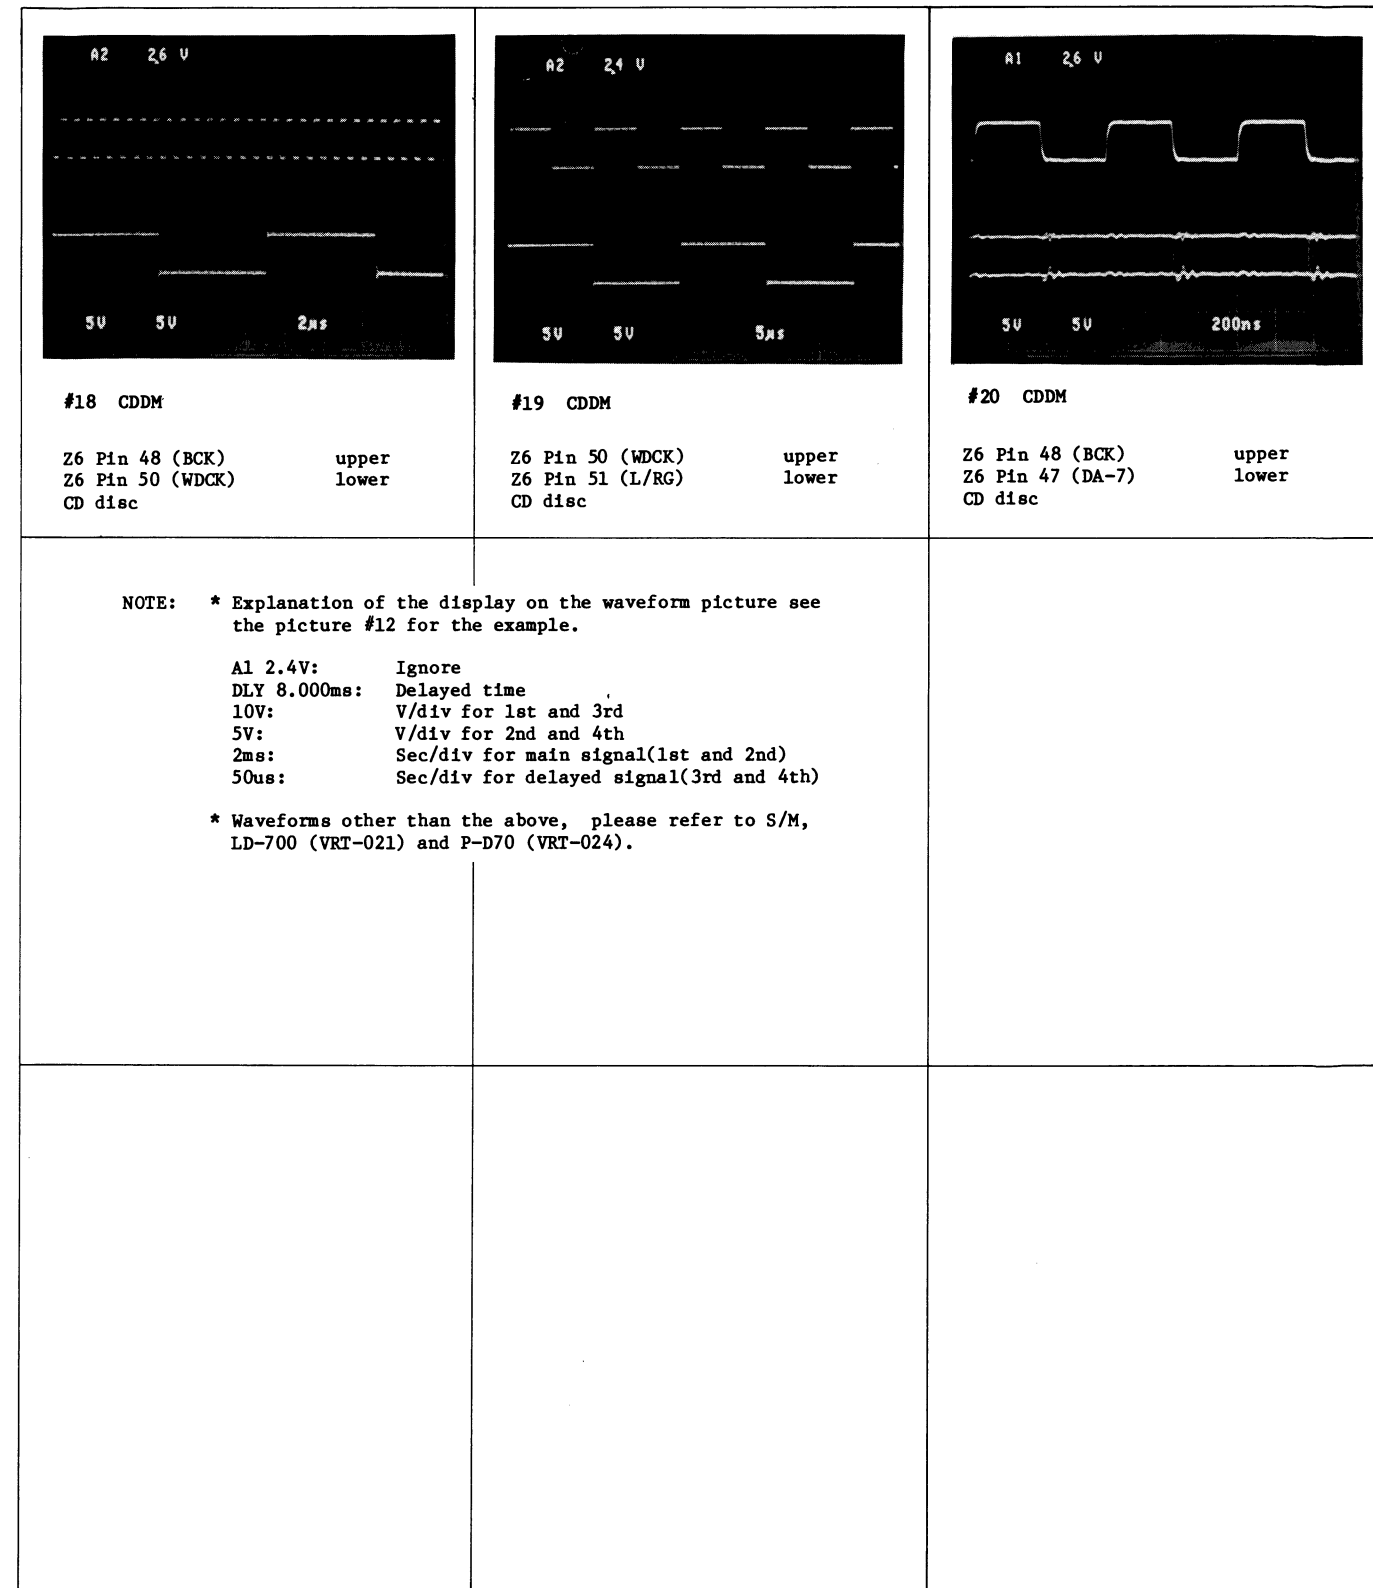 A2 2.6 V
5V 5V 2µs
#18 CDDM
Z6 Pin 48 (BCK) upper
Z6 Pin 50 (WDCK) lower
CD disc
A2 2.4 V
5V 5V 5µs
#19 CDDM
Z6 Pin 50 (WDCK) upper
Z6 Pin 51 (L/RG) lower
CD disc
A1 2.6 V
5V 5V 200ns
#20 CDDM
Z6 Pin 48 (BCK) upper
Z6 Pin 47 (DA-7) lower
CD disc
NOTE: * Explanation of the display on the waveform picture see
the picture #12 for the example.
A1 2.4V: Ignore
DLY 8.000ms: Delayed time
10V: V/div for 1st and 3rd
5V: V/div for 2nd and 4th
2ms: Sec/div for main signal(1st and 2nd)
50us: Sec/div for delayed signal(3rd and 4th)
* Waveforms other than the above, please refer to S/M,
LD-700 (VRT-021) and P-D70 (VRT-024).